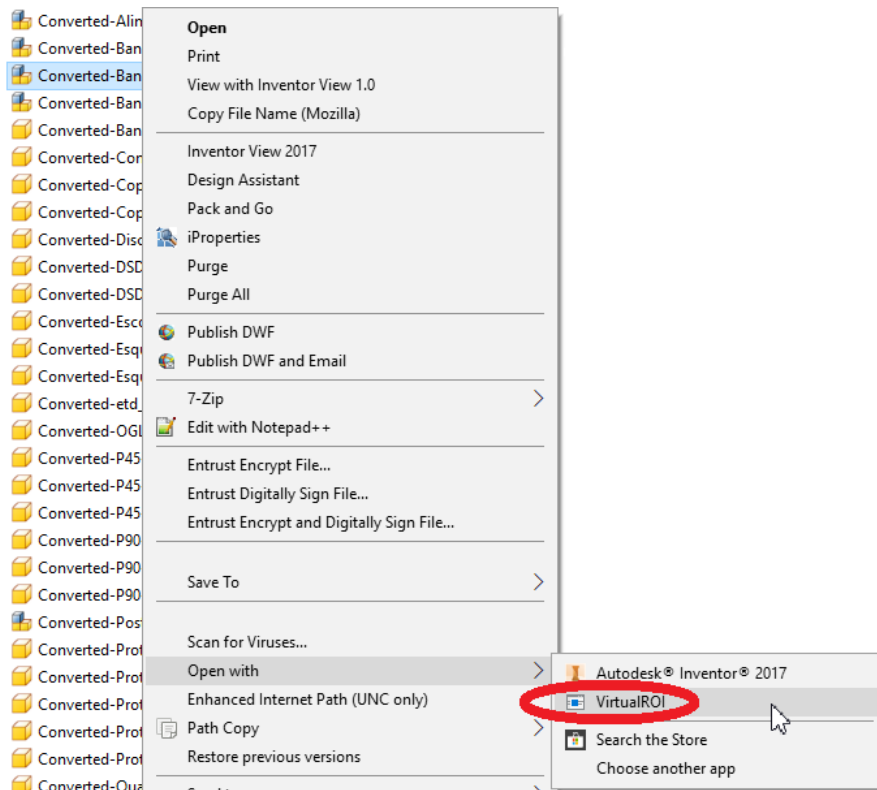 Converted-Alin
Converted-Ban
Converted-Ban
Converted-Ban
Converted-Ban
Converted-Cor
Converted-Cop
Converted-Cop
Converted-Disc
Converted-DSD
Converted-DSD
Converted-Esc
Converted-Esq
Converted-Esq
Converted-etd_
Converted-OGL
Converted-P45
Converted-P45
Converted-P45
Converted-P90
Converted-P90
Converted-P90
Converted-Pos
Converted-Prot
Converted-Prot
Converted-Prot
Converted-Prot
Converted-Prot
Converted-Qua
Open
Print
View with Inventor View 1.0
Copy File Name (Mozilla)
Inventor View 2017
Design Assistant
Pack and Go
iProperties
Purge
Purge All
Publish DWF
Publish DWF and Email
7-Zip
Edit with Notepad++
Entrust Encrypt File...
Entrust Digitally Sign File...
Entrust Encrypt and Digitally Sign File...
Save To
Scan for Viruses...
Open with
Enhanced Internet Path (UNC only)
Path Copy
Restore previous versions
Autodesk® Inventor® 2017
VirtualROI
Search the Store
Choose another app